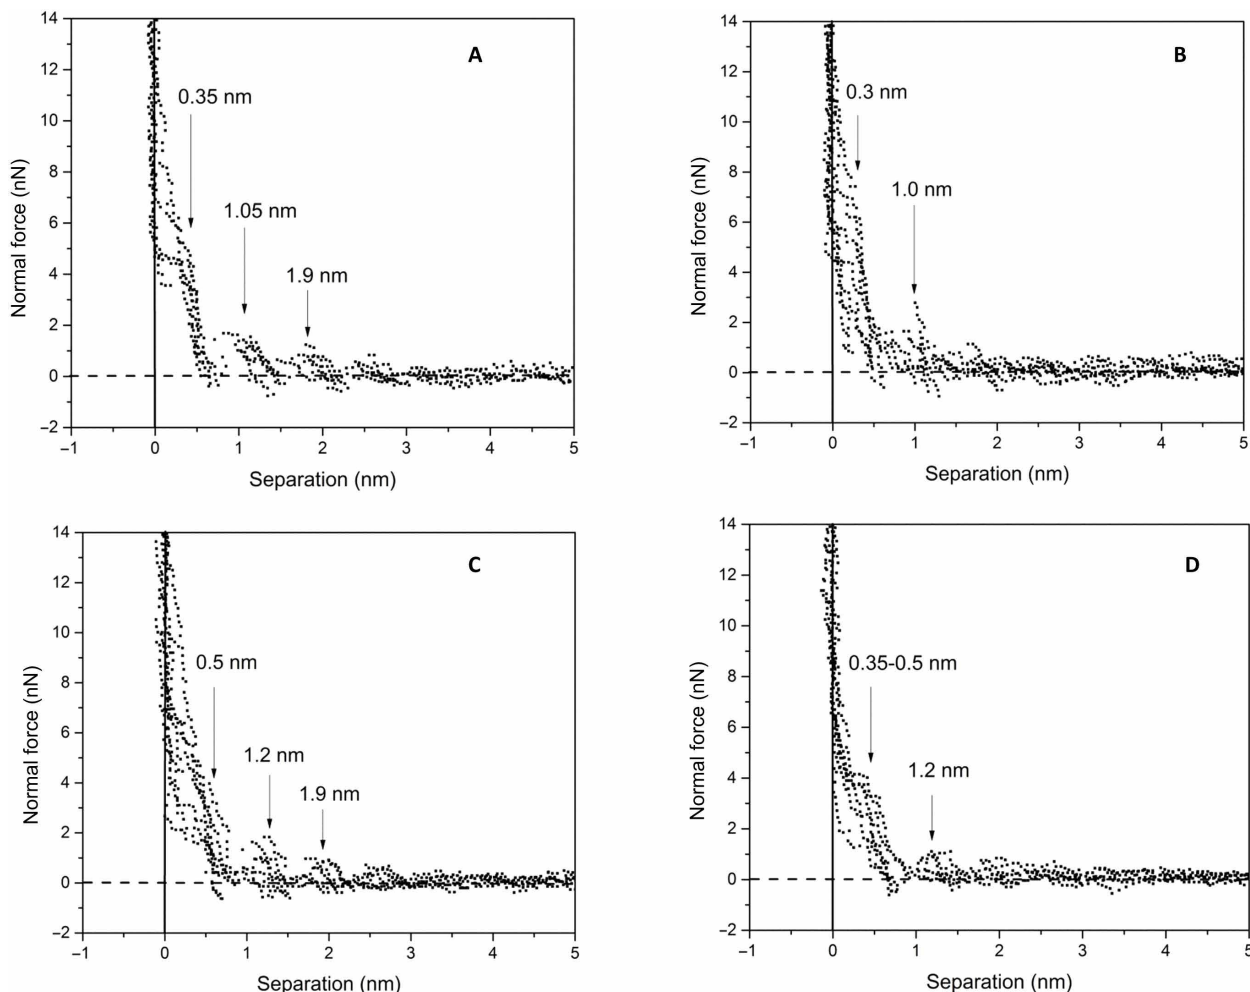 A
0.35 nm
1.05 nm
1.9 nm
Normal force (nN)
14
12
10
8
6
4
2
0
−2
−1
0
1
2
3
4
5
Separation (nm)
B
0.3 nm
1.0 nm
Normal force (nN)
14
12
10
8
6
4
2
0
−2
−1
0
1
2
3
4
5
Separation (nm)
C
0.5 nm
1.2 nm
1.9 nm
Normal force (nN)
14
12
10
8
6
4
2
0
−2
−1
0
1
2
3
4
5
Separation (nm)
D
0.35-0.5 nm
1.2 nm
Normal force (nN)
14
12
10
8
6
4
2
0
−2
−1
0
1
2
3
4
5
Separation (nm)